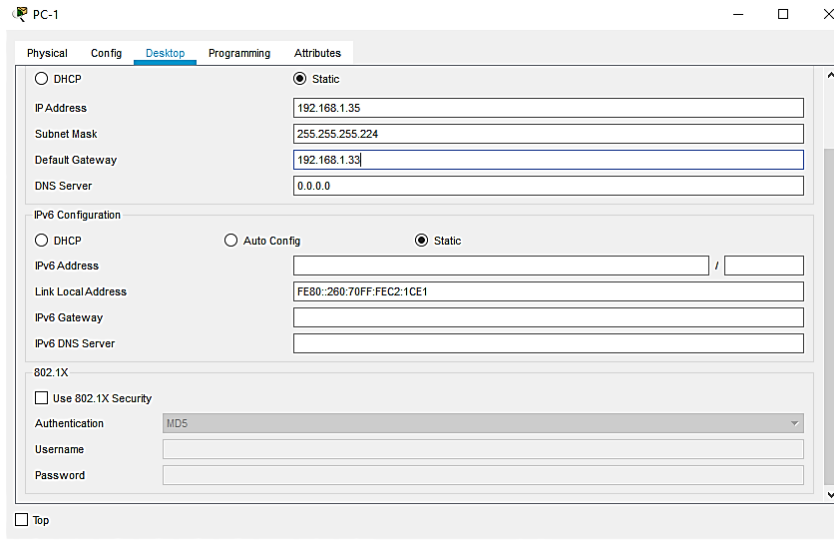 PC-1
Physical Config Desktop Programming Attributes
DHCP Static
IP Address 192.168.1.35
Subnet Mask 255.255.255.224
Default Gateway 192.168.1.33
DNS Server 0.0.0.0
IPv6 Configuration
DHCP Auto Config Static
IPv6 Address /
Link Local Address FE80::260:70FF:FEC2:1CE1
IPv6 Gateway
IPv6 DNS Server
802.1X
Use 802.1X Security
Authentication MD5
Username
Password
Top